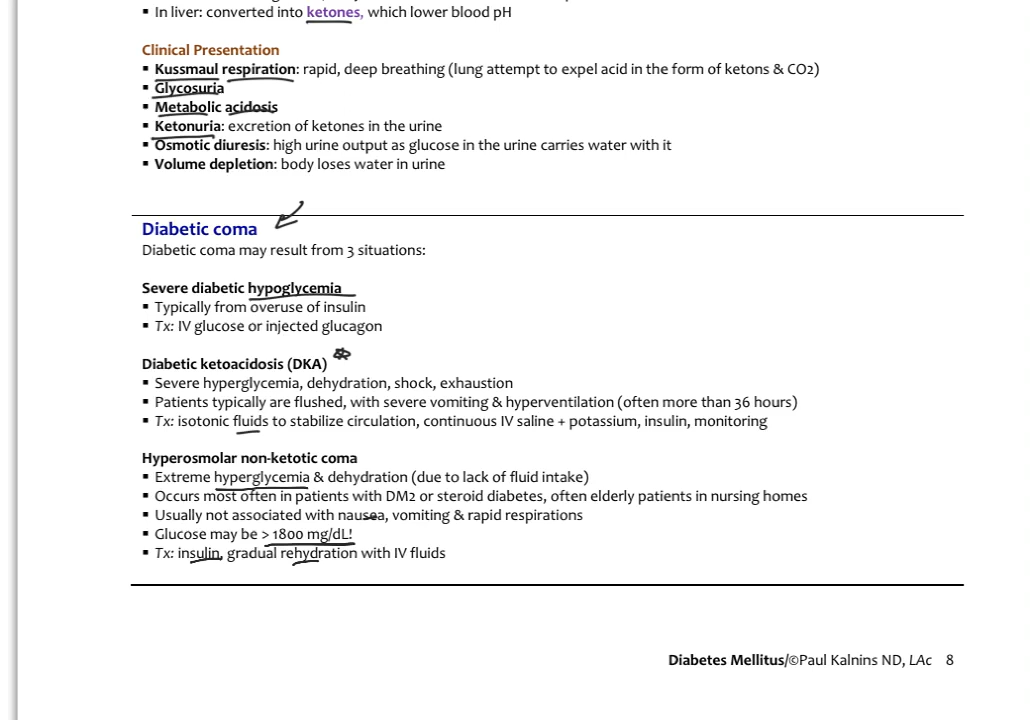 ▪ In liver: converted into ketones, which lower blood pH
Clinical Presentation
▪ Kussmaul respiration: rapid, deep breathing (lung attempt to expel acid in the form of ketons & CO2)
▪ Glycosuria
▪ Metabolic acidosis
▪ Ketonuria: excretion of ketones in the urine
▪ Osmotic diuresis: high urine output as glucose in the urine carries water with it
▪ Volume depletion: body loses water in urine
Diabetic coma
Diabetic coma may result from 3 situations:
Severe diabetic hypoglycemia
▪ Typically from overuse of insulin
▪ Tx: IV glucose or injected glucagon
Diabetic ketoacidosis (DKA)
▪ Severe hyperglycemia, dehydration, shock, exhaustion
▪ Patients typically are flushed, with severe vomiting & hyperventilation (often more than 36 hours)
▪ Tx: isotonic fluids to stabilize circulation, continuous IV saline + potassium, insulin, monitoring
Hyperosmolar non-ketotic coma
▪ Extreme hyperglycemia & dehydration (due to lack of fluid intake)
▪ Occurs most often in patients with DM2 or steroid diabetes, often elderly patients in nursing homes
▪ Usually not associated with nausea, vomiting & rapid respirations
▪ Glucose may be > 1800 mg/dL!
▪ Tx: insulin, gradual rehydration with IV fluids
Diabetes Mellitus/©Paul Kalnins ND, LAc 8